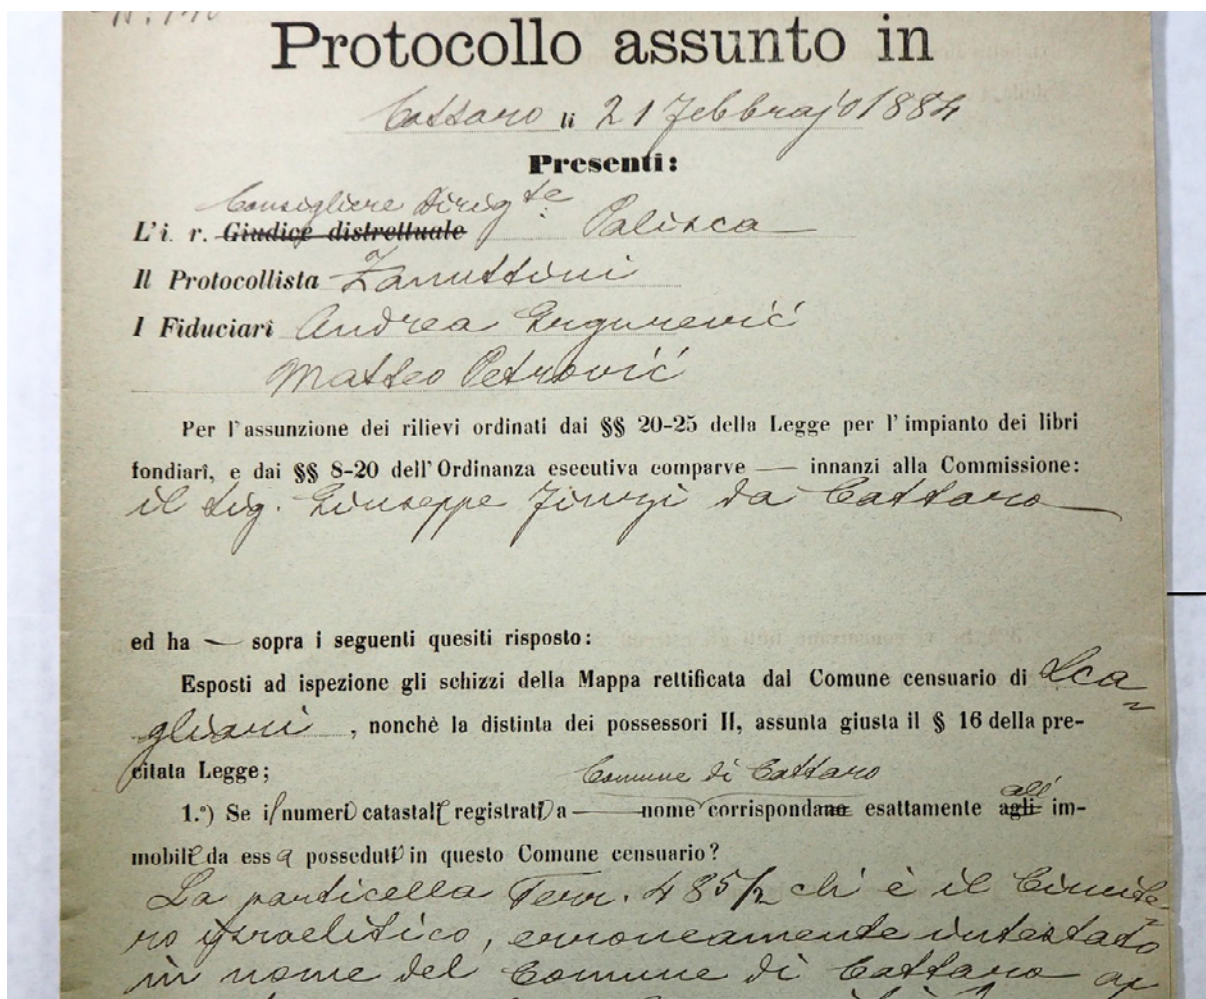 Protocollo assunto in
Cattaro li 21 Febbrajo 1884
Presenti:
Consigliere Dirigte
L'i. r. Giudice distrettuale Palisca
Il Protocollista Zanuttini
I Fiduciarî Andrea Gregurević
Matteo Petrović
Per l'assunzione dei rilievi ordinati dai §§ 20-25 della Legge per l'impianto dei libri
fondiarî, e dai §§ 8-20 dell'Ordinanza esecutiva comparve — innanzi alla Commissione:
il Sig. Giuseppe da Cattaro
ed ha — sopra i seguenti quesiti risposto:
Esposti ad ispezione gli schizzi della Mappa rettificata dal Comune censuario di Sca-
gliari, nonchè la distinta dei possessori II, assunta giusta il § 16 della pre-
citata Legge;
Comune di Cattaro
1.°) Se i numeri catastali registrati a — nome corrispondano esattamente agli all' im-
mobile da essa posseduti in questo Comune censuario?
La particella Terr. 485/2 ch'è il Cimite-
ro israelitico, erroneamente intestato
in nome del Comune di Cattaro ap